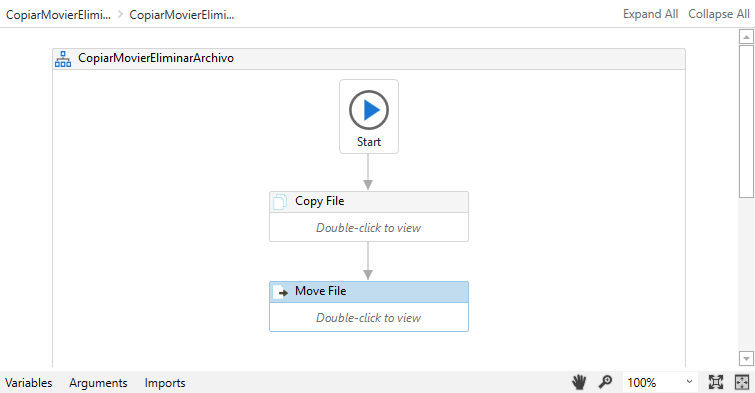 CopiarMovierElimi... > CopiarMovierElimi... Expand All Collapse All
CopiarMovierEliminarArchivo
Start
Copy File
Double-click to view
Move File
Double-click to view
Variables Arguments Imports 100%